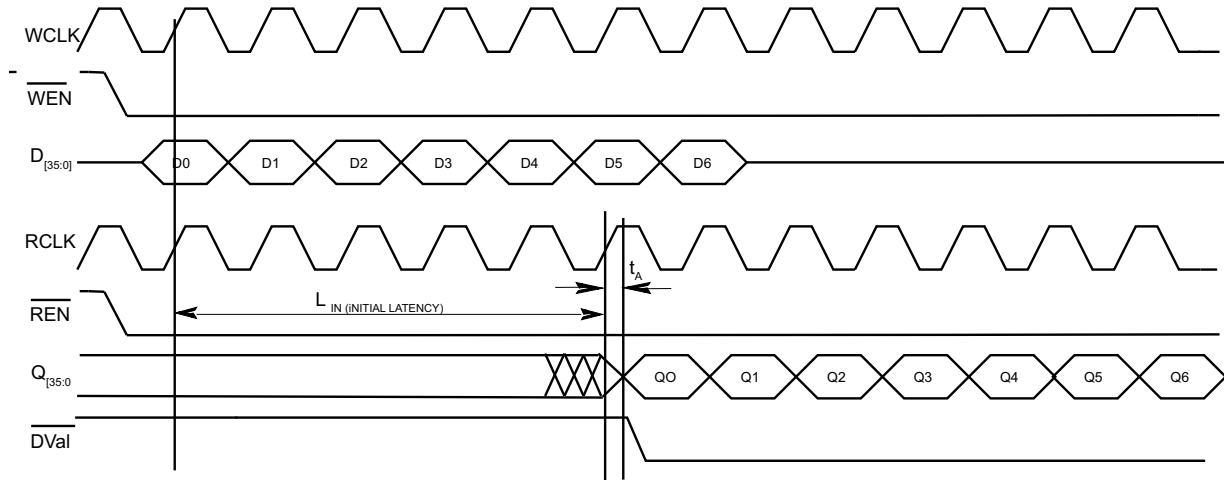 WCLK
WEN
D[35:0]
D0 D1 D2 D3 D4 D5 D6
RCLK
tA
REN
L IN (iNITIAL LATENCY)
Q[35:0
QO Q1 Q2 Q3 Q4 Q5 Q6
DVal